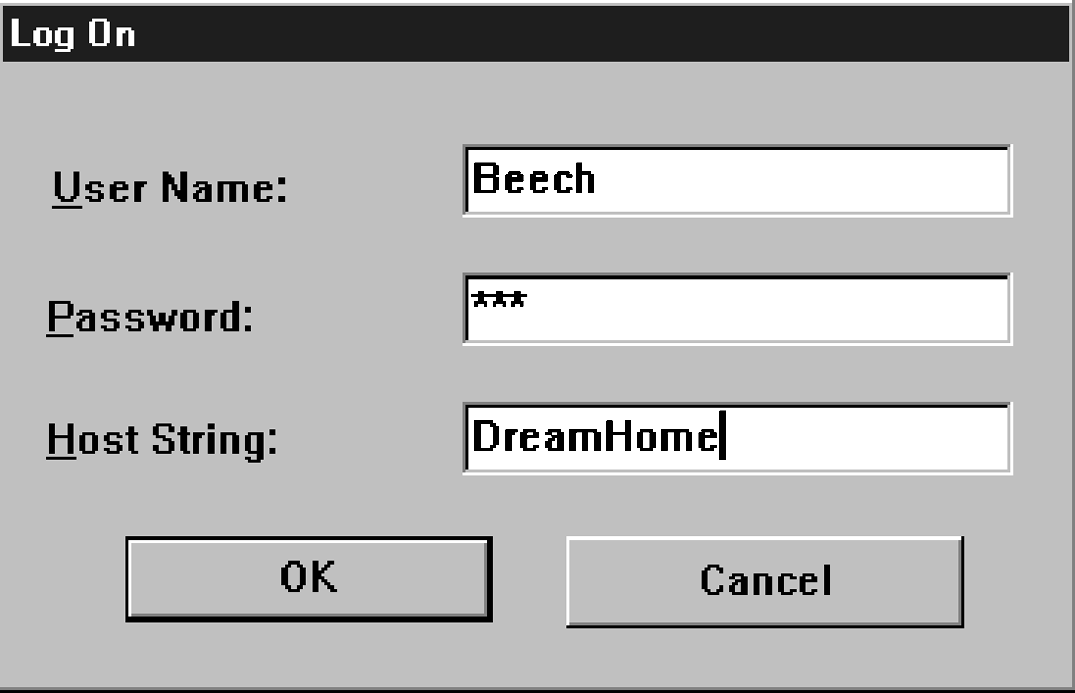 Log On
User Name: Beech
Password: ***
Host String: DreamHome
OK Cancel